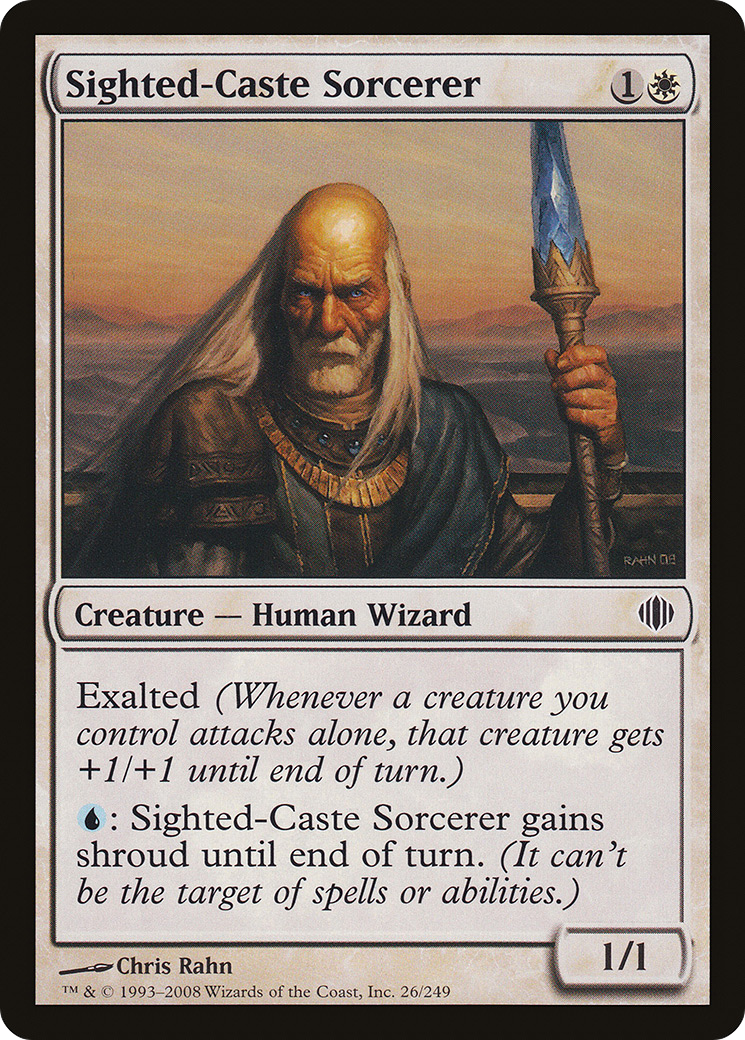 Sighted-Caste Sorcerer 1
RAHN 08
Creature — Human Wizard
Exalted (Whenever a creature you
control attacks alone, that creature gets
+1/+1 until end of turn.)
: Sighted-Caste Sorcerer gains
shroud until end of turn. (It can't
be the target of spells or abilities.)
1/1
Chris Rahn
™ & © 1993–2008 Wizards of the Coast, Inc. 26/249